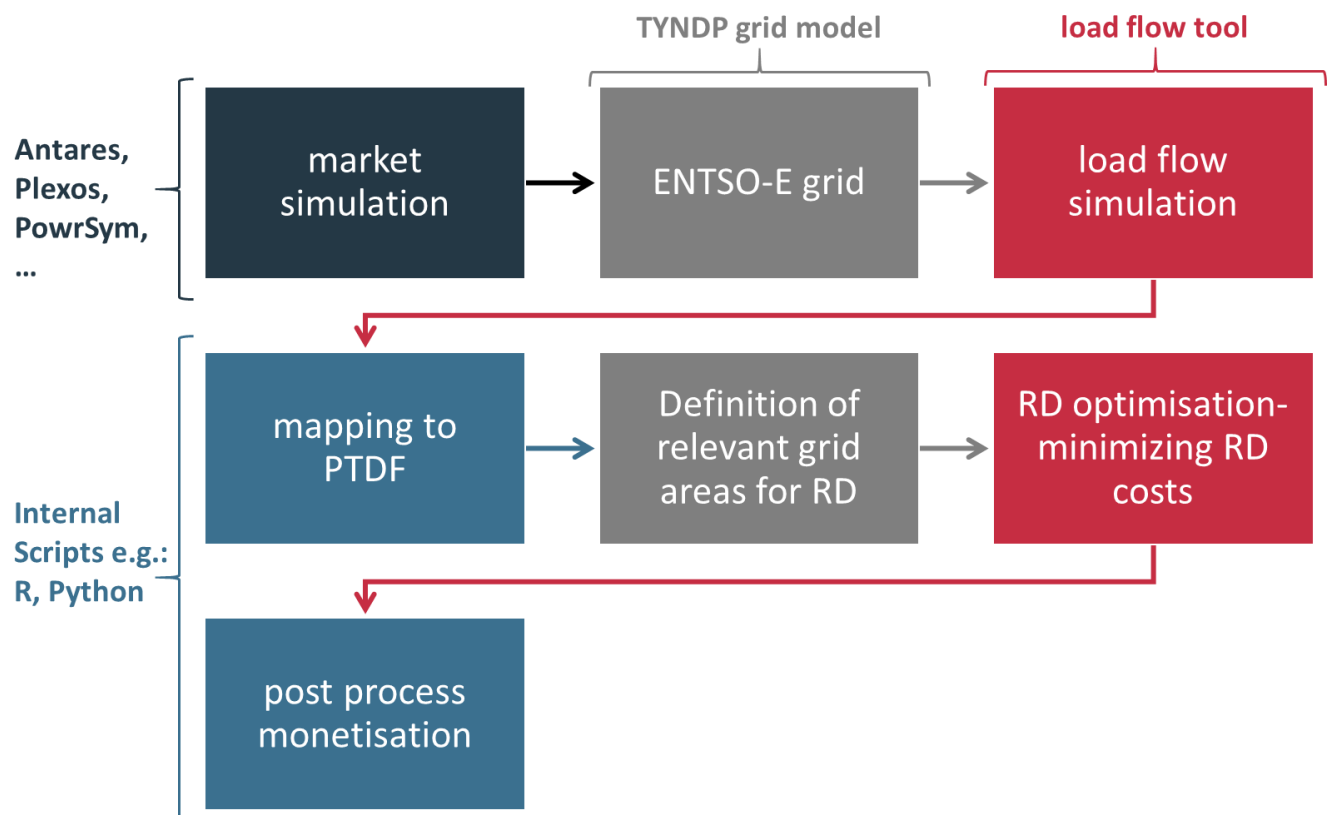 TYNDP grid model
load flow tool
Antares,
Plexos,
PowrSym,
...
market
simulation
ENTSO-E grid
load flow
simulation
Internal
Scripts e.g.:
R, Python
mapping to
PTDF
Definition of
relevant grid
areas for RD
RD optimisation-
minimizing RD
costs
post process
monetisation